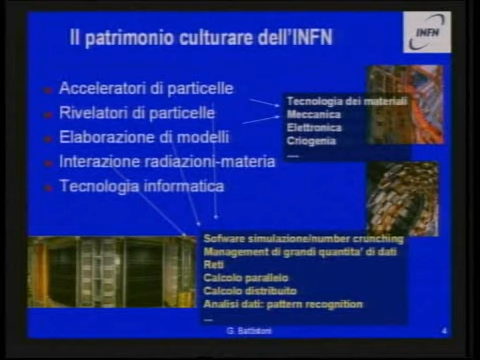 Il patrimonio culturare dell'INFN
INFN
Acceleratori di particelle
Rivelatori di particelle
Elaborazione di modelli
Interazione radiazioni-materia
Tecnologia informatica
Tecnologia dei materiali
Meccanica
Elettronica
Criogenia
....
Sofware simulazione/number crunching
Management di grandi quantita' di dati
Reti
Calcolo parallelo
Calcolo distribuito
Analisi dati: pattern recognition
...
G. Battistoni
4